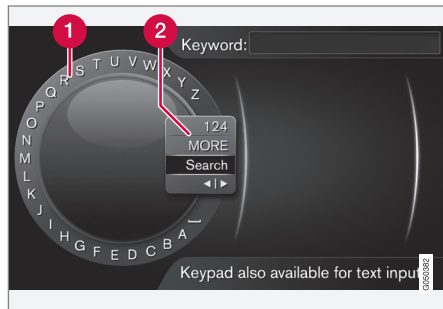 1
2
Keyword:
A B C D E F G H I J K L M N O P Q R S T U V W X Y Z
124
MORE
Search
◄|►
Keypad also available for text input
G050382